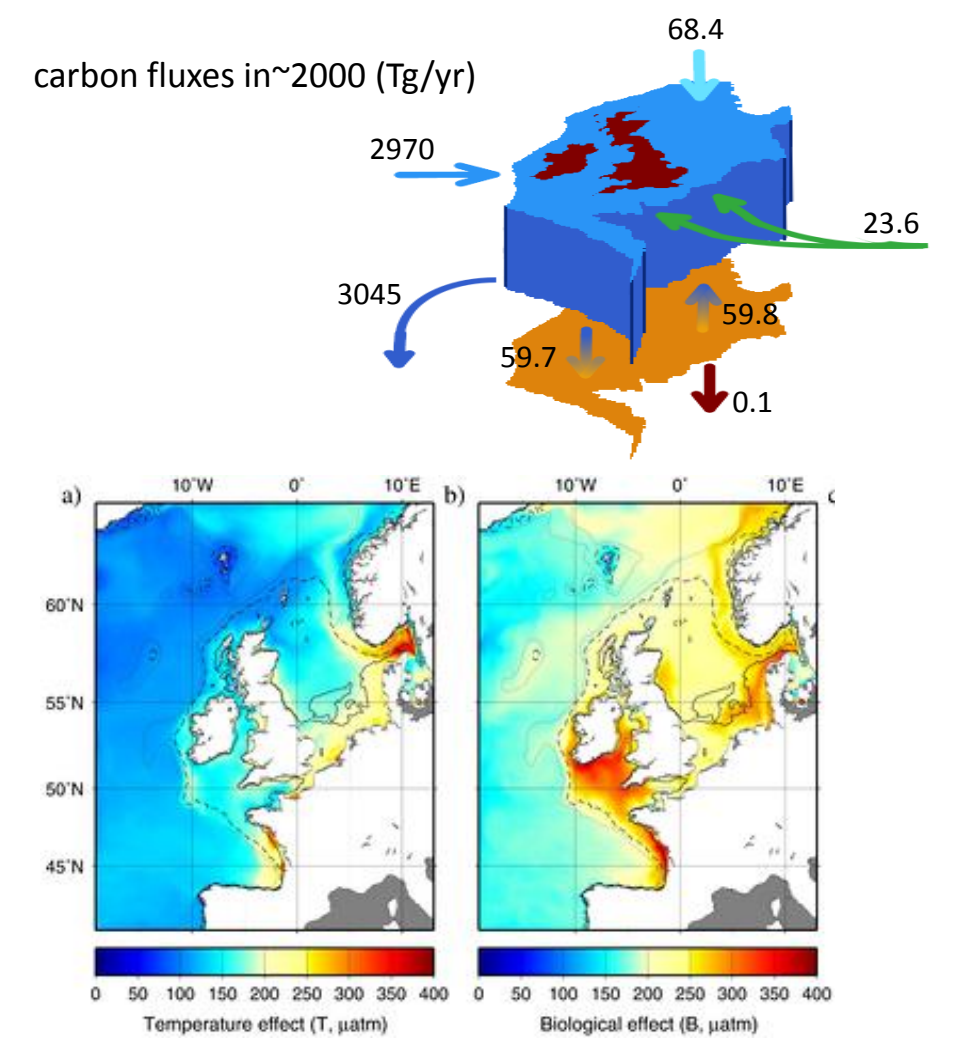 68.4
carbon fluxes in~2000 (Tg/yr)
2970
23.6
3045
59.8
59.7
0.1
a) 10˚W 0˚ 10˚E b) 10˚W 0˚ 10˚E c
60˚N
55˚N
50˚N
45˚N
0 50 100 150 200 250 300 350 400 0 50 100 150 200 250 300 350 400
Temperature effect (T, µatm) Biological effect (B, µatm)